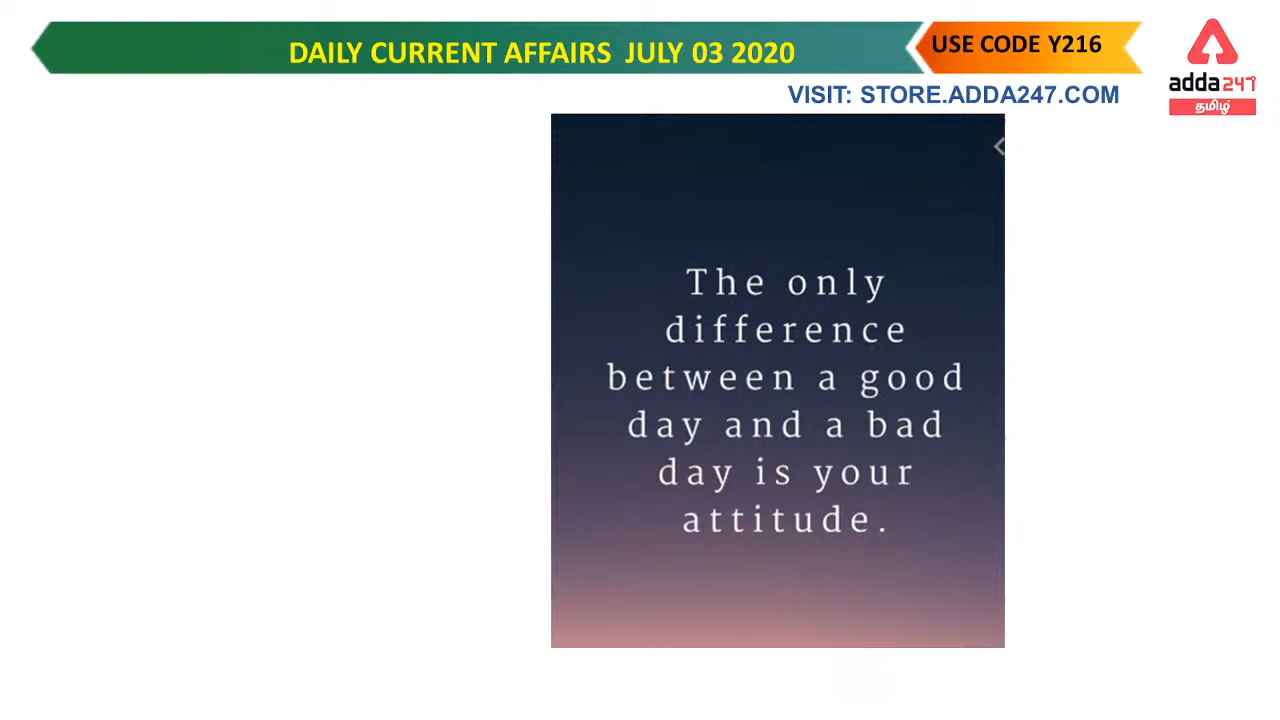 DAILY CURRENT AFFAIRS JULY 03 2020
USE CODE Y216
adda247
தமிழ்
VISIT: STORE.ADDA247.COM
The only
difference
between a good
day and a bad
day is your
attitude.